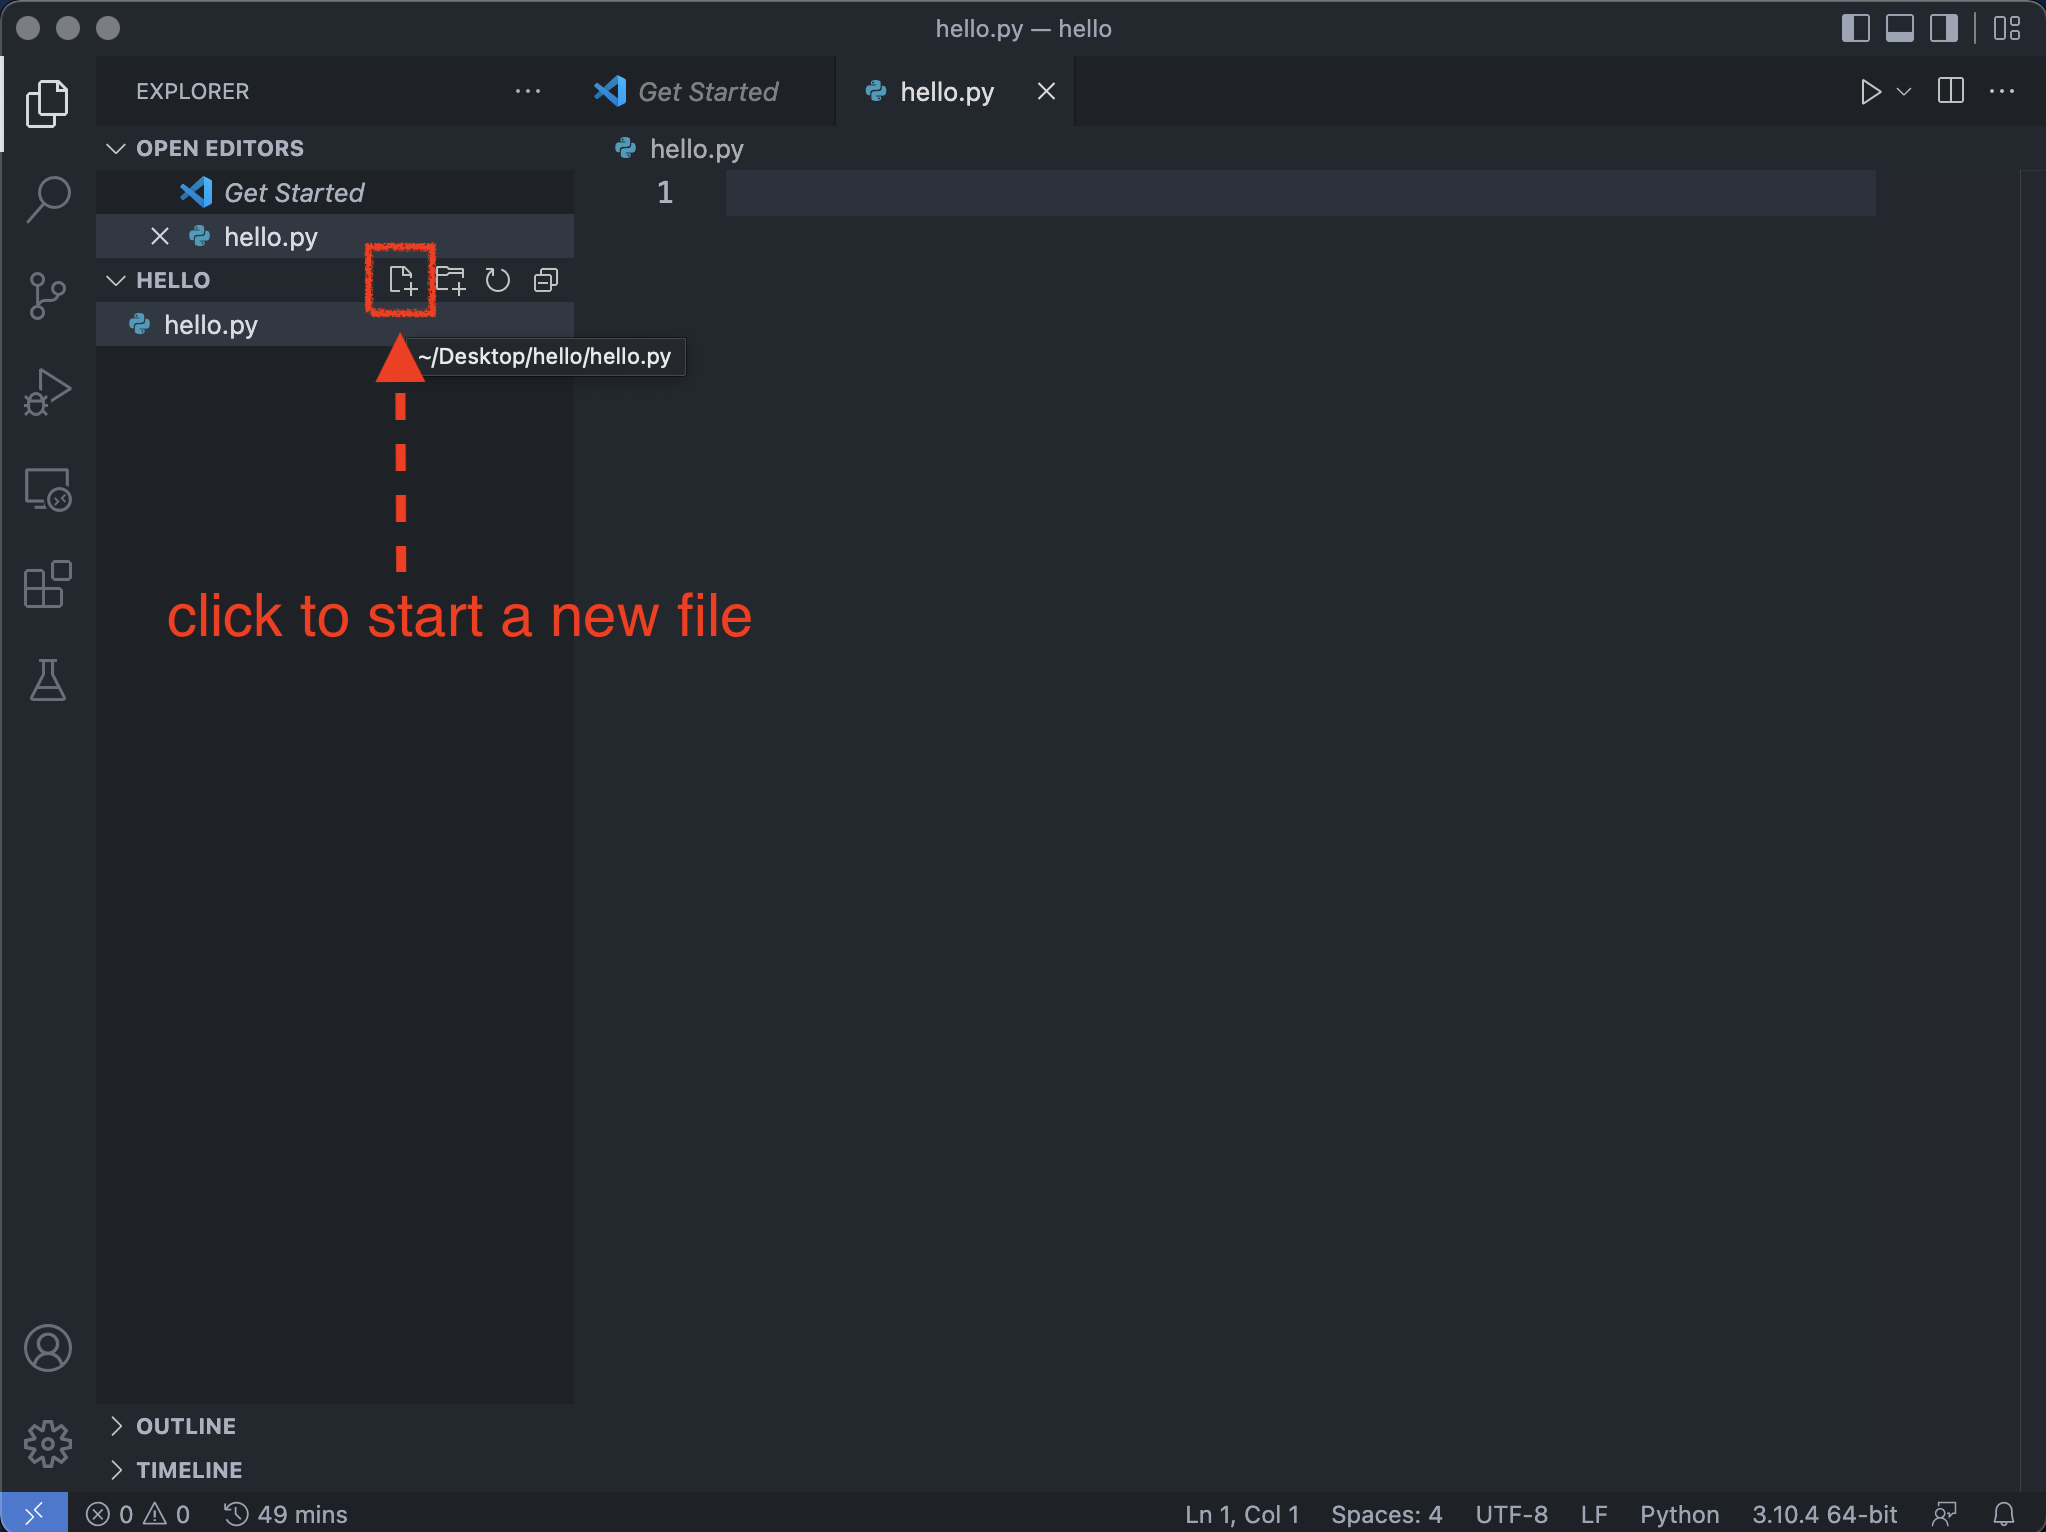 hello.py — hello
EXPLORER
Get Started
hello.py
OPEN EDITORS
Get Started
hello.py
HELLO
hello.py
~/Desktop/hello/hello.py
hello.py
1
click to start a new file
OUTLINE
TIMELINE
0 0 49 mins Ln 1, Col 1 Spaces: 4 UTF-8 LF Python 3.10.4 64-bit